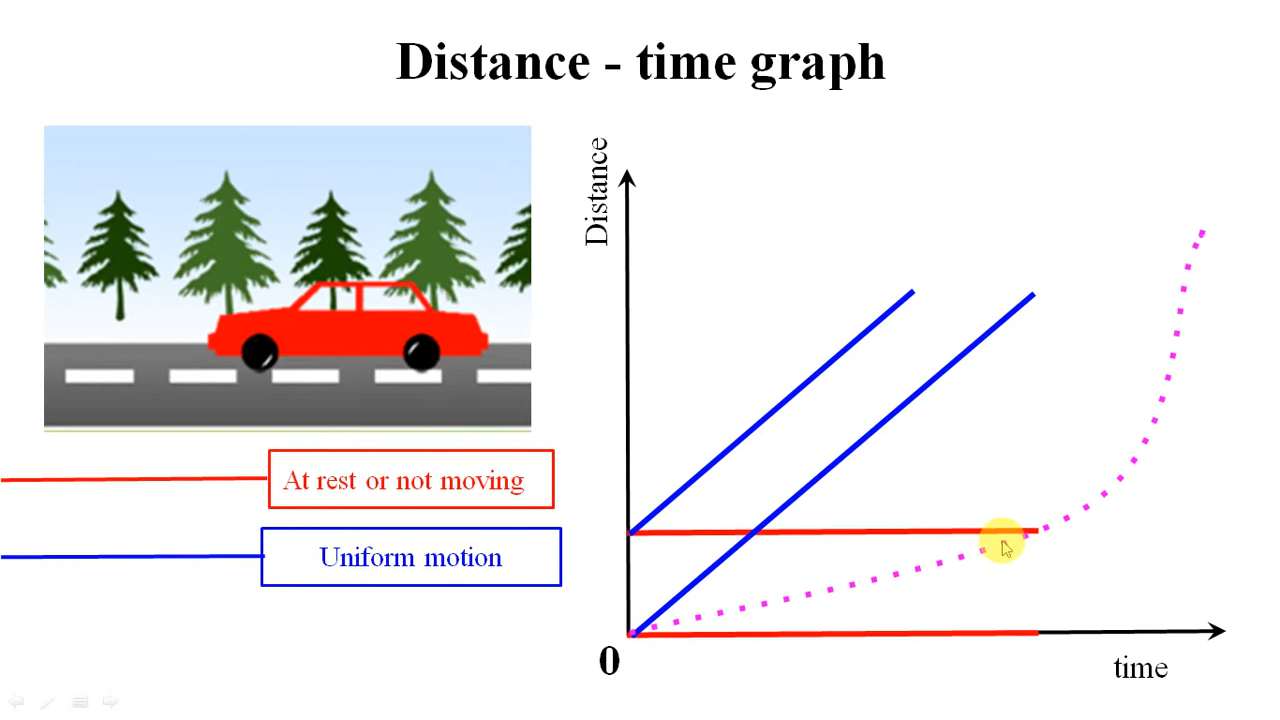 Distance - time graph
Distance
At rest or not moving
Uniform motion
0
time